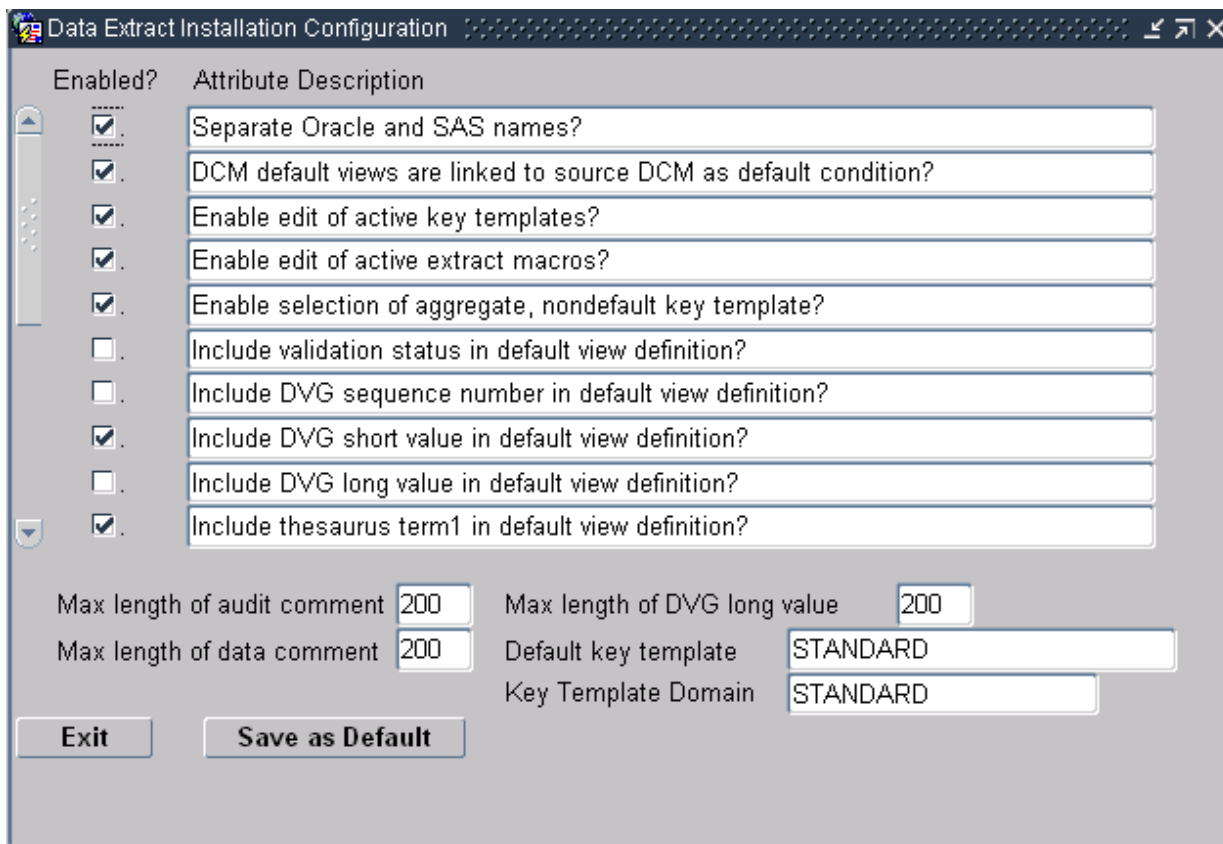 Data Extract Installation Configuration
Enabled? Attribute Description
. Separate Oracle and SAS names?
. DCM default views are linked to source DCM as default condition?
. Enable edit of active key templates?
. Enable edit of active extract macros?
. Enable selection of aggregate, nondefault key template?
. Include validation status in default view definition?
. Include DVG sequence number in default view definition?
. Include DVG short value in default view definition?
. Include DVG long value in default view definition?
. Include thesaurus term1 in default view definition?
Max length of audit comment 200 Max length of DVG long value 200
Max length of data comment 200 Default key template STANDARD
Key Template Domain STANDARD
Exit Save as Default